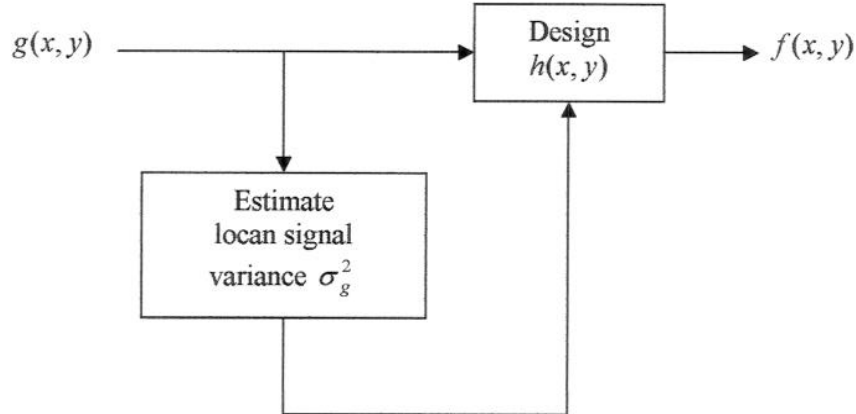 g(x, y)
Design
h(x, y)
f(x, y)
Estimate
locan signal
variance σ_g^2